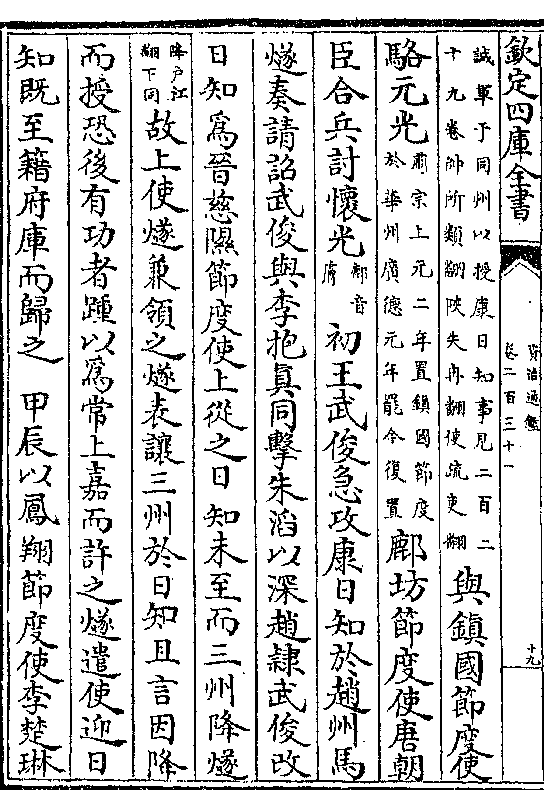 欽定四庫全書
資治通鑑
卷二百三十一
十九
誠軍于同州以授康日知事見二百二
十九卷帥所類翻陜失冉翻使疏吏翻
與鎮國節度使
駱元光
肅宗上元二年置鎮國節度
於華州廣德元年罷今復置
鄜坊節度使唐朝
臣合兵討懷光
鄜音
膚
初王武俊急攻康日知於趙州馬
燧奏請詔武俊與李抱真同擊朱滔以深趙隸武俊改
日知爲晉慈隰節度使上從之日知未至而三州降燧
降戶江
翻下同
故上使燧兼領之燧表讓三州於日知且言因降
而授恐後有功者踵以爲常上嘉而許之燧遣使迎日
知既至籍府庫而歸之 甲辰以鳳翔節度使李楚琳